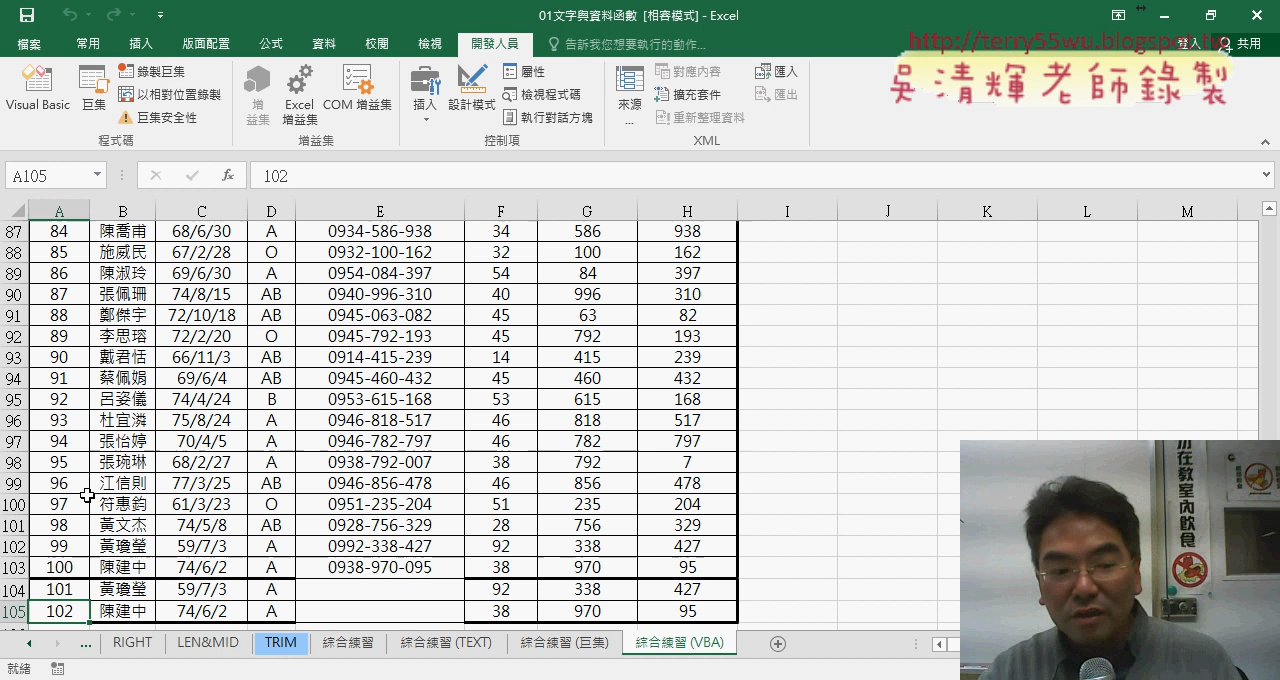 01文字與資料函數 [相容模式] - Excel
http://terry55wu.blogspot.tw
登入 共用
檔案 常用 插入 版面配置 公式 資料 校閱 檢視 開發人員 告訴我您想要執行的動作...
吳清輝老師錄製
Visual Basic 巨集 錄製巨集 以相對位置錄製 巨集安全性 程式碼
增益集 Excel 增益集 COM 增益集 增益集
插入 設計模式 屬性 檢視程式碼 執行對話方塊 控制項
來源... 對應內容 擴充套件 重新整理資料 匯入 匯出 XML
A105 fx 102
A B C D E F G H I J K L M
87 84 陳喬甫 68/6/30 A 0934-586-938 34 586 938
88 85 施威民 67/2/28 O 0932-100-162 32 100 162
89 86 陳淑玲 69/6/30 A 0954-084-397 54 84 397
90 87 張佩珊 74/8/15 AB 0940-996-310 40 996 310
91 88 鄭傑宇 72/10/18 AB 0945-063-082 45 63 82
92 89 李思瑢 72/2/20 O 0945-792-193 45 792 193
93 90 戴君恬 66/11/3 AB 0914-415-239 14 415 239
94 91 蔡佩娟 69/6/4 AB 0945-460-432 45 460 432
95 92 呂姿儀 74/4/24 B 0953-615-168 53 615 168
96 93 杜宜潾 75/8/24 A 0946-818-517 46 818 517
97 94 張怡婷 70/4/5 A 0946-782-797 46 782 797
98 95 張琬琳 68/2/27 A 0938-792-007 38 792 7
99 96 江信則 77/3/25 AB 0946-856-478 46 856 478
100 97 符惠鈞 61/3/23 O 0951-235-204 51 235 204
101 98 黃文杰 74/5/8 AB 0928-756-329 28 756 329
102 99 黃瓊瑩 59/7/3 A 0992-338-427 92 338 427
103 100 陳建中 74/6/2 A 0938-970-095 38 970 95
104 101 黃瓊瑩 59/7/3 A 92 338 427
105 102 陳建中 74/6/2 A 38 970 95
... RIGHT LEN&MID TRIM 綜合練習 綜合練習 (TEXT) 綜合練習 (巨集) 綜合練習 (VBA)
就緒
在教室內飲食